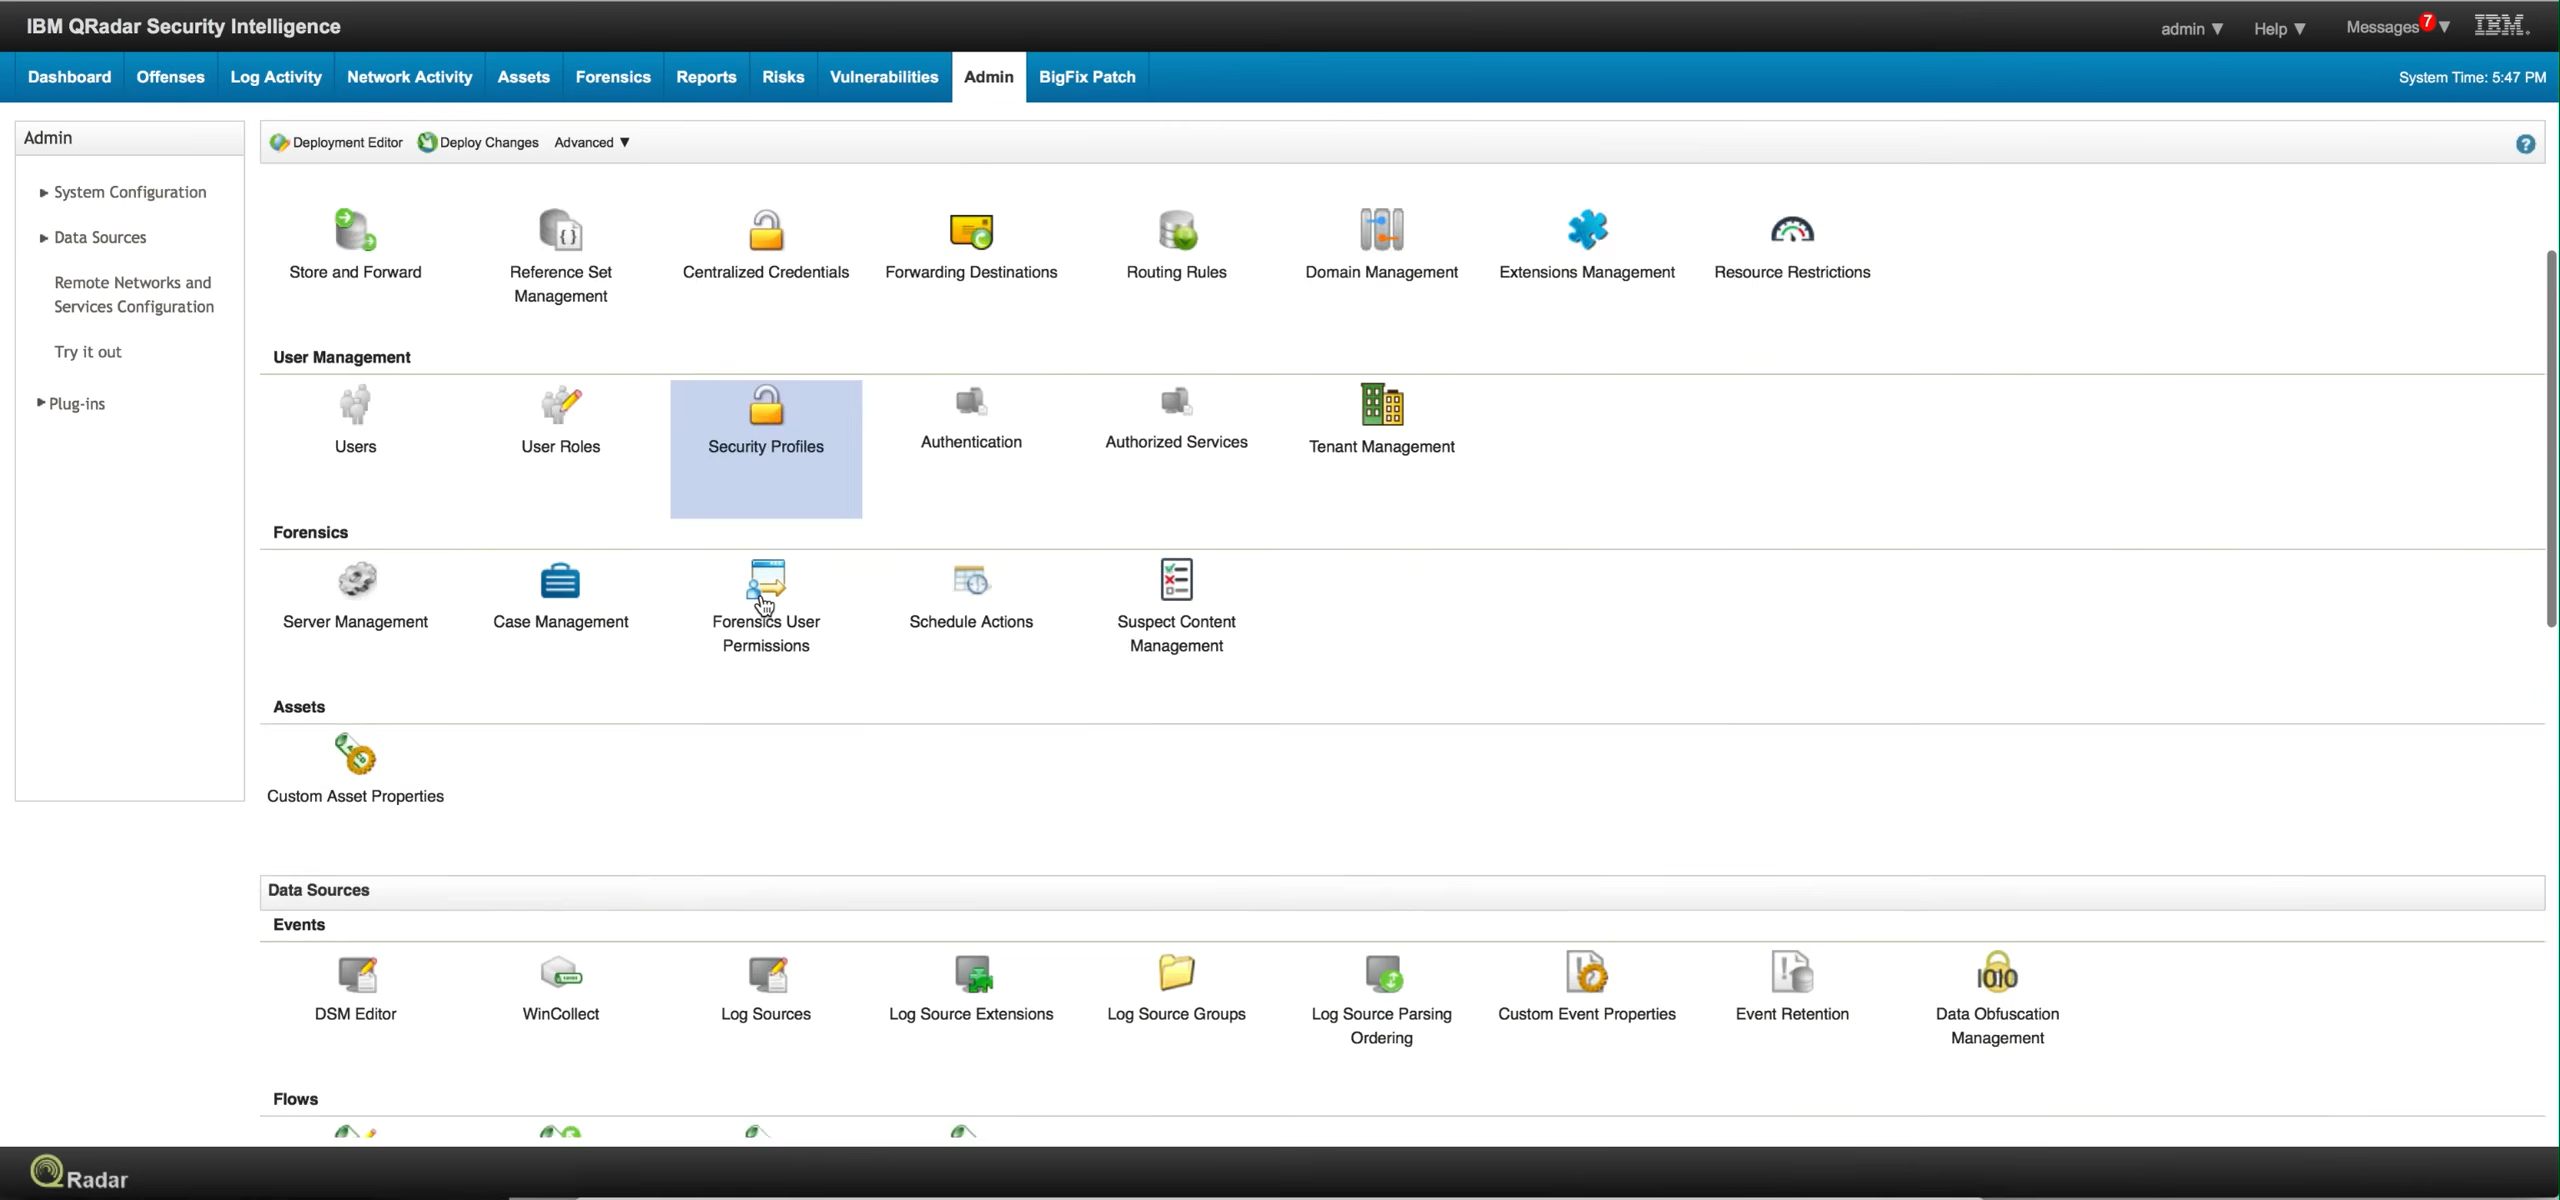 IBM QRadar Security Intelligence
admin ▼ Help ▼ Messages 7 ▼ IBM.
Dashboard Offenses Log Activity Network Activity Assets Forensics Reports Risks Vulnerabilities Admin BigFix Patch System Time: 5:47 PM
Admin
▶ System Configuration
▶ Data Sources
Remote Networks and
Services Configuration
Try it out
▶ Plug-ins
Deployment Editor Deploy Changes Advanced ▼ ?
Store and Forward Reference Set Centralized Credentials Forwarding Destinations Routing Rules Domain Management Extensions Management Resource Restrictions
Management
User Management
Users User Roles Security Profiles Authentication Authorized Services Tenant Management
Forensics
Server Management Case Management Forensics User Schedule Actions Suspect Content
Permissions Management
Assets
Custom Asset Properties
Data Sources
Events
1010
DSM Editor WinCollect Log Sources Log Source Extensions Log Source Groups Log Source Parsing Custom Event Properties Event Retention Data Obfuscation
Ordering Management
Flows
QRadar